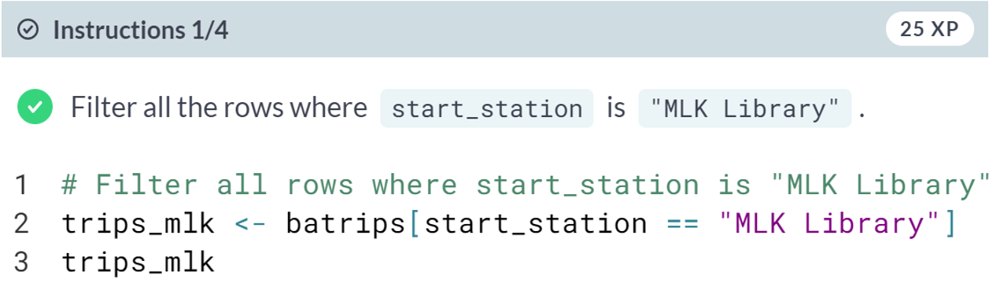 Instructions 1/4 25 XP
Filter all the rows where start_station is "MLK Library" .
1 # Filter all rows where start_station is "MLK Library"
2 trips_mlk <- batrips[start_station == "MLK Library"]
3 trips_mlk